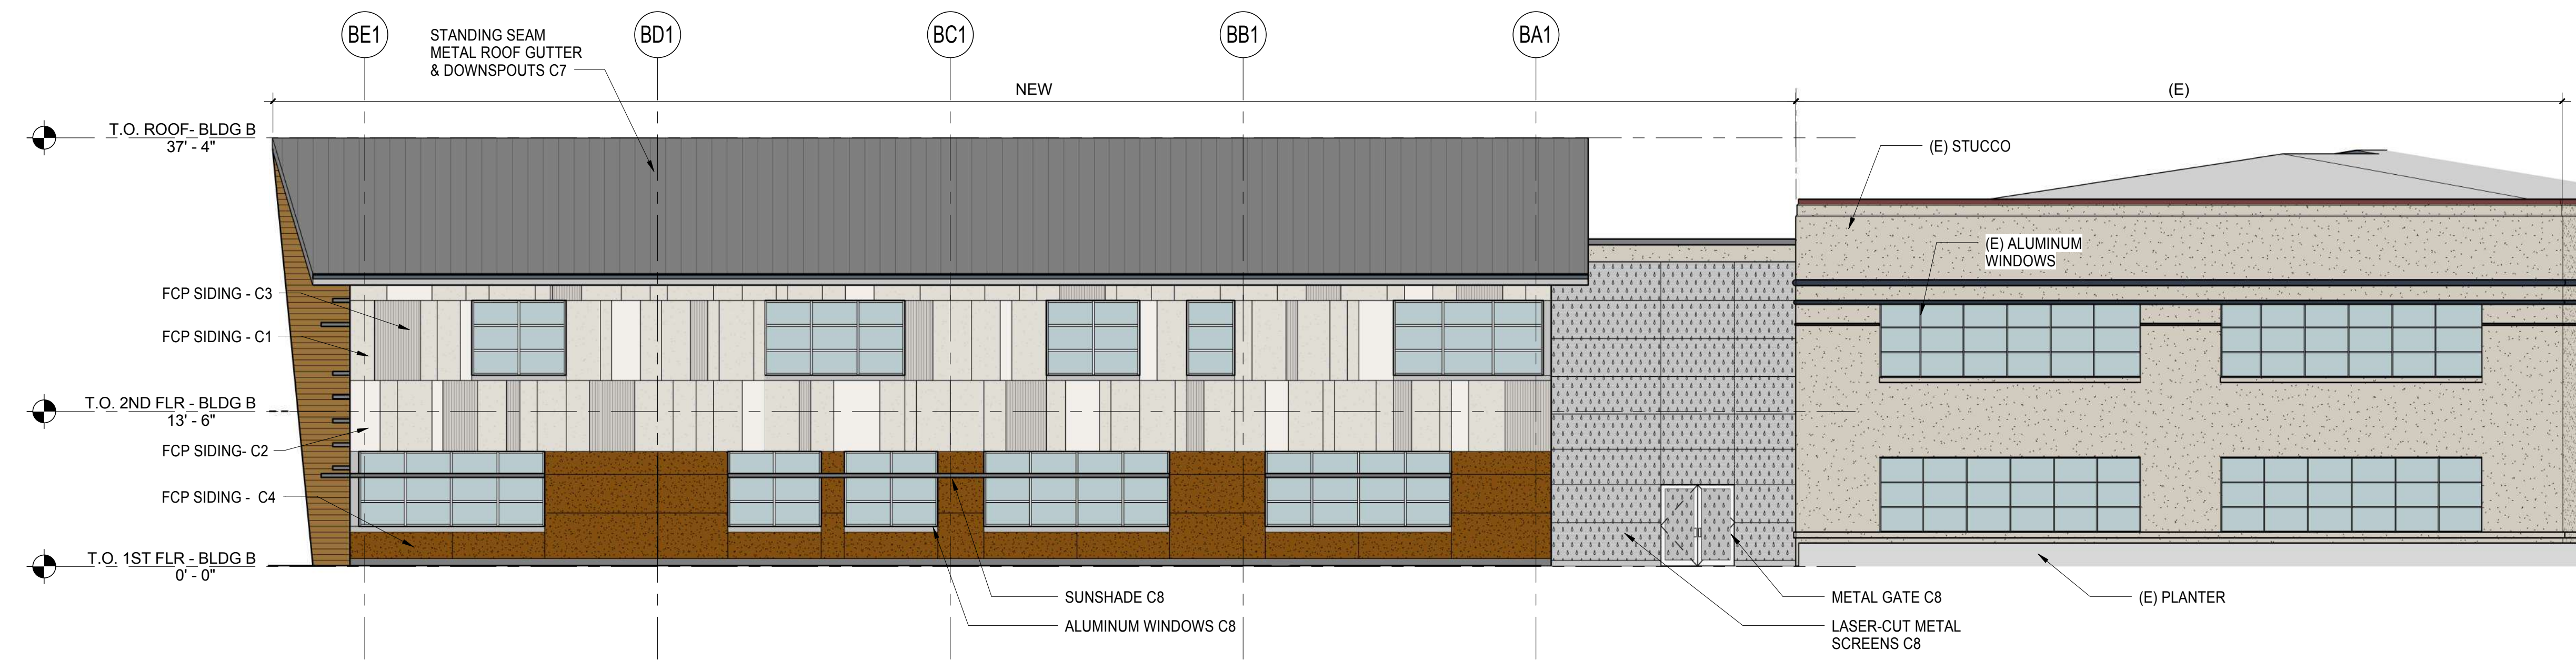 BE1
BD1
BC1
BB1
BA1
STANDING SEAM
METAL ROOF GUTTER
& DOWNSPOUTS C7
NEW
(E)
T.O. ROOF- BLDG B
37' - 4"
(E) STUCCO
(E) ALUMINUM
WINDOWS
FCP SIDING - C3
FCP SIDING - C1
T.O. 2ND FLR - BLDG B
13' - 6"
FCP SIDING- C2
FCP SIDING - C4
T.O. 1ST FLR - BLDG B
0' - 0"
SUNSHADE C8
ALUMINUM WINDOWS C8
METAL GATE C8
LASER-CUT METAL
SCREENS C8
(E) PLANTER